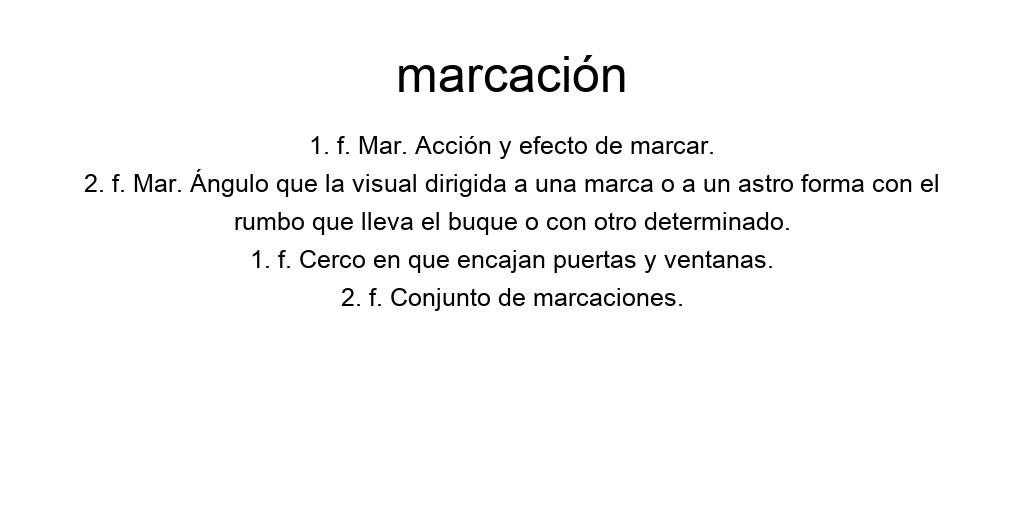 marcación
1. f. Mar. Acción y efecto de marcar.
2. f. Mar. Ángulo que la visual dirigida a una marca o a un astro forma con el
rumbo que lleva el buque o con otro determinado.
1. f. Cerco en que encajan puertas y ventanas.
2. f. Conjunto de marcaciones.